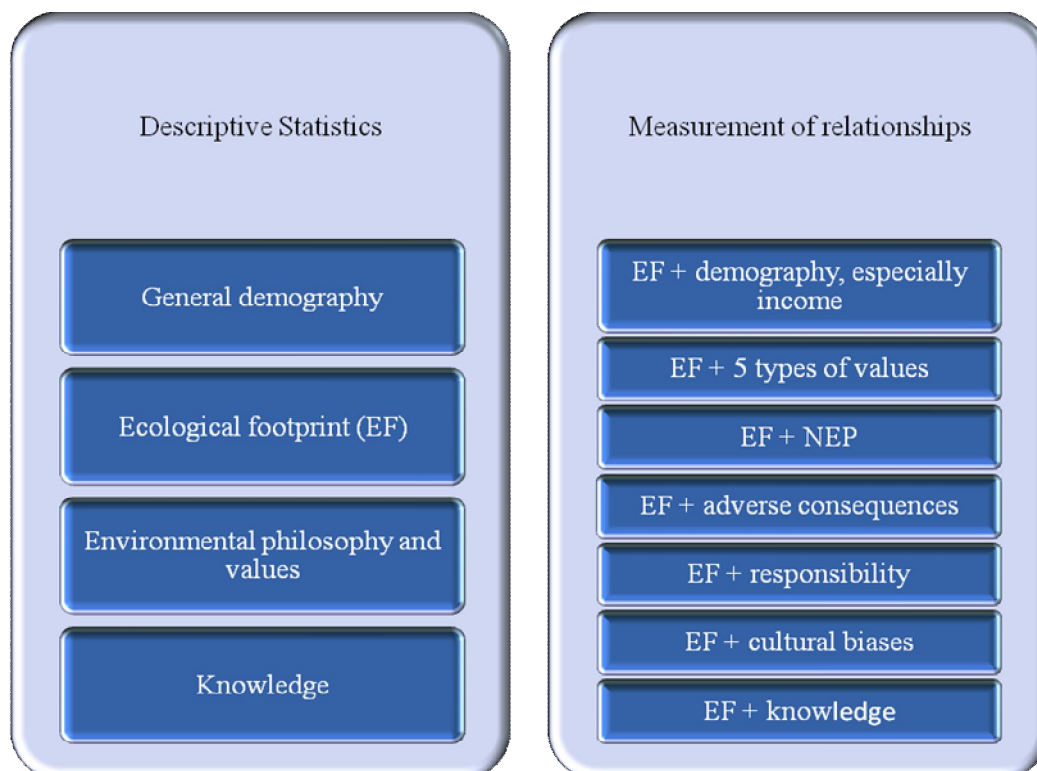 Descriptive Statistics
General demography
Ecological footprint (EF)
Environmental philosophy and
values
Knowledge
Measurement of relationships
EF + demography, especially
income
EF + 5 types of values
EF + NEP
EF + adverse consequences
EF + responsibility
EF + cultural biases
EF + knowledge